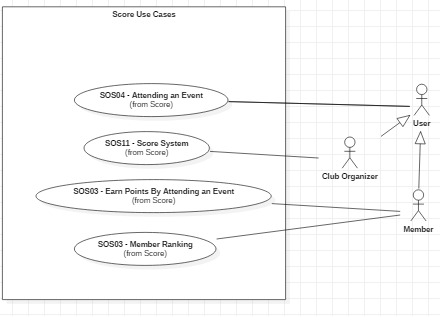 Score Use Cases
SOS04 - Attending an Event
(from Score)
User
SOS11 - Score System
(from Score)
Club Organizer
SOS03 - Earn Points By Attending an Event
(from Score)
Member
SOS03 - Member Ranking
(from Score)